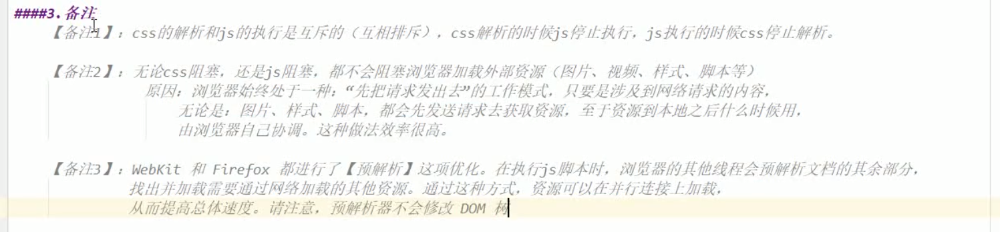 ####3.备注
【备注1】：css的解析和js的执行是互斥的（互相排斥），css解析的时候js停止执行，js执行的时候css停止解析。
【备注2】：无论css阻塞，还是js阻塞，都不会阻塞浏览器加载外部资源（图片、视频、样式、脚本等）
原因：浏览器始终处于一种：“先把请求发出去”的工作模式，只要是涉及到网络请求的内容，
无论是：图片、样式、脚本，都会先发送请求去获取资源，至于资源到本地之后什么时候用，
由浏览器自己协调。这种做法效率很高。
【备注3】：WebKit 和 Firefox 都进行了【预解析】这项优化。在执行js脚本时，浏览器的其他线程会预解析文档的其余部分，
找出并加载需要通过网络加载的其他资源。通过这种方式，资源可以在并行连接上加载，
从而提高总体速度。请注意，预解析器不会修改 DOM 树